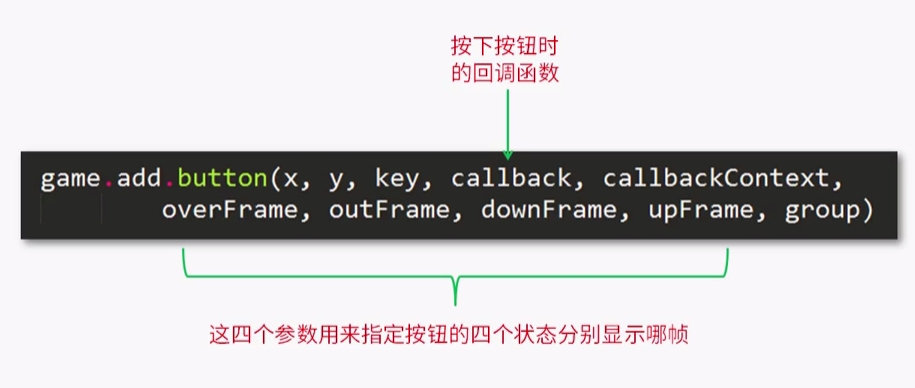 按下按钮时
的回调函数
game.add.button(x, y, key, callback, callbackContext,
overFrame, outFrame, downFrame, upFrame, group)
这四个参数用来指定按钮的四个状态分别显示哪帧